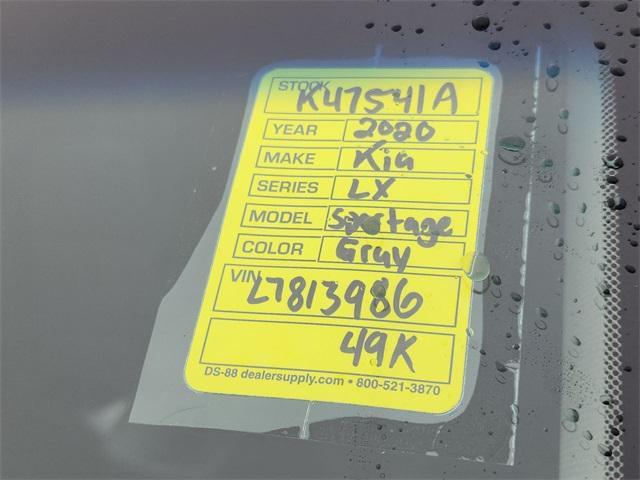 STOCK K47541A
YEAR 2020
MAKE Kia
SERIES LX
MODEL Sportage
COLOR Gray
VIN L7813986
49K
DS-88 dealersupply.com • 800-521-3870